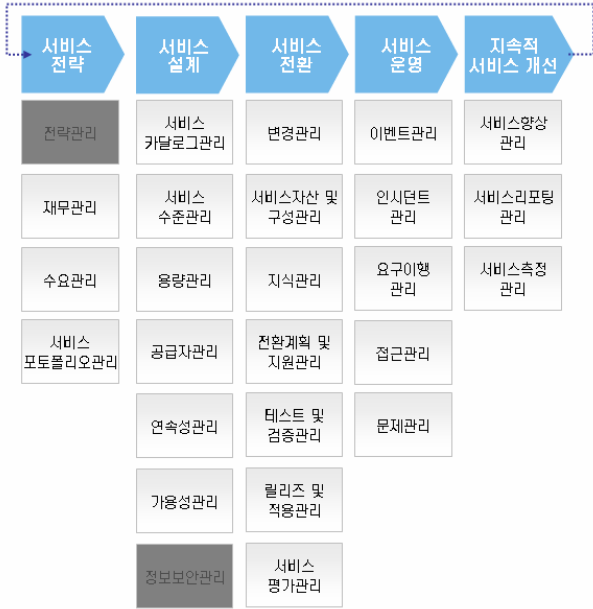 서비스
전략
서비스
설계
서비스
전환
서비스
운영
지속적
서비스 개선
전략관리
재무관리
수요관리
서비스
포토폴리오관리
서비스
카달로그관리
서비스
수준관리
용량관리
공급자관리
연속성관리
가용성관리
정보보안관리
변경관리
서비스자산 및
구성관리
지식관리
전환계획 및
지원관리
테스트 및
검증관리
릴리즈 및
적용관리
서비스
평가관리
이벤트관리
인시던트
관리
요구이행
관리
접근관리
문제관리
서비스향상
관리
서비스리포팅
관리
서비스측정
관리